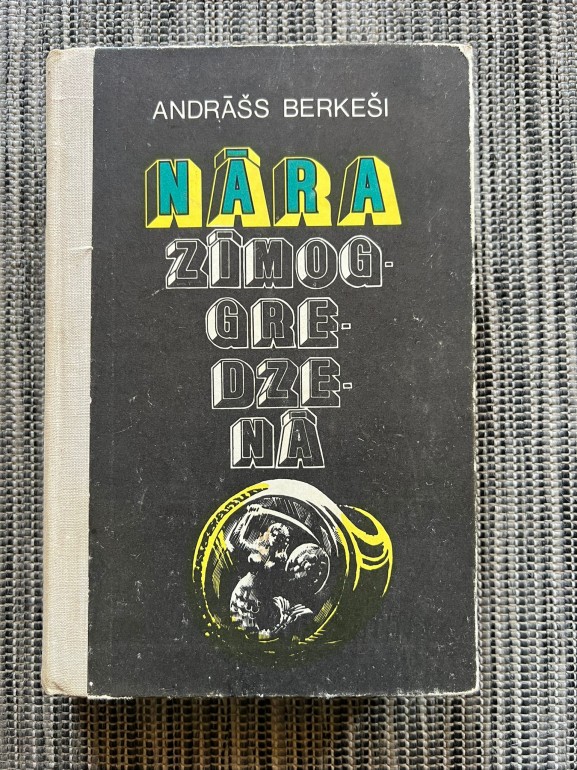 ANDRĀŠS BERKEŠI
NĀRA
ZĪMOG-
GRE-
DZE-
NĀ